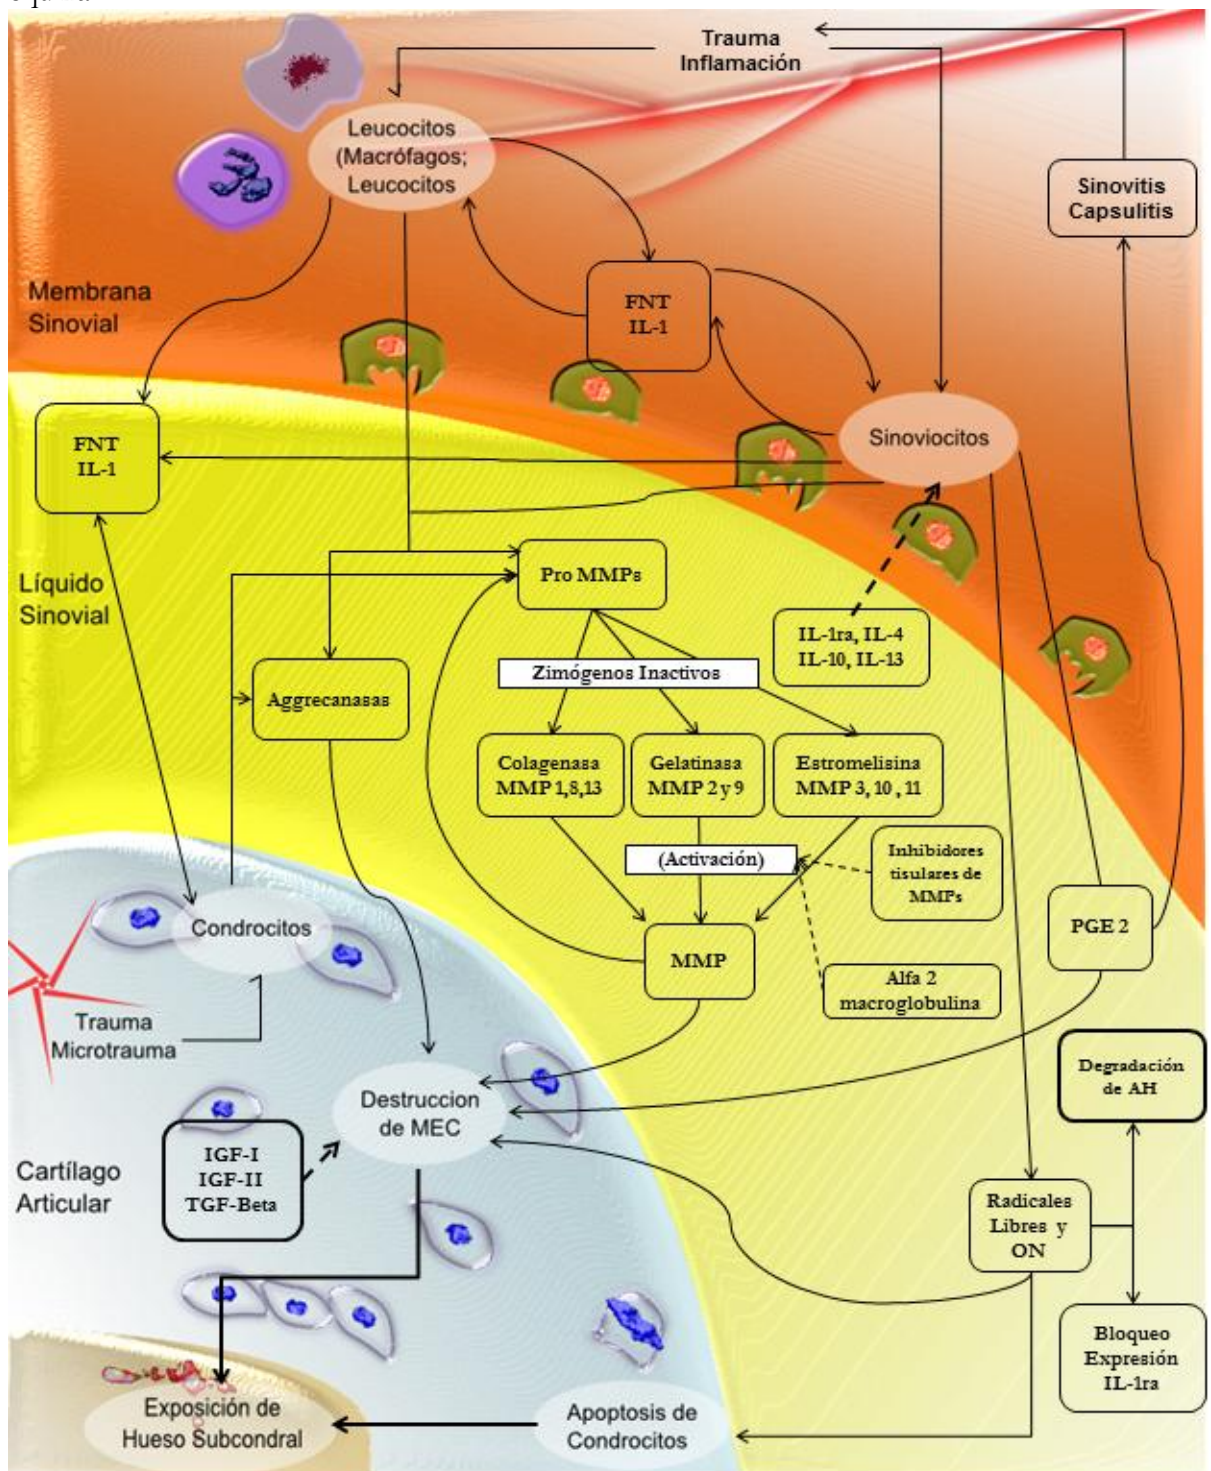 Trauma
Inflamación
Leucocitos
(Macrófagos;
Leucocitos
Sinovitis
Capsulitis
Membrana
Sinovial
FNT
IL-1
FNT
IL-1
Sinoviocitos
Líquido
Sinovial
Pro MMPs
IL-1ra, IL-4
IL-10, IL-13
Zimógenos Inactivos
Aggrecanasas
Colagenasa
MMP 1,8,13
Gelatinasa
MMP 2 y 9
Estromelisina
MMP 3, 10 , 11
(Activación)
Inhibidores
tisulares de
MMPs
Condrocitos
PGE 2
MMP
Alfa 2
macroglobulina
Trauma
Microtrauma
Degradación
de AH
Destruccion
de MEC
IGF-I
IGF-II
TGF-Beta
Cartílago
Articular
Radicales
Libres y
ON
Bloqueo
Expresión
IL-1ra
Exposición de
Hueso Subcondral
Apoptosis de
Condrocitos